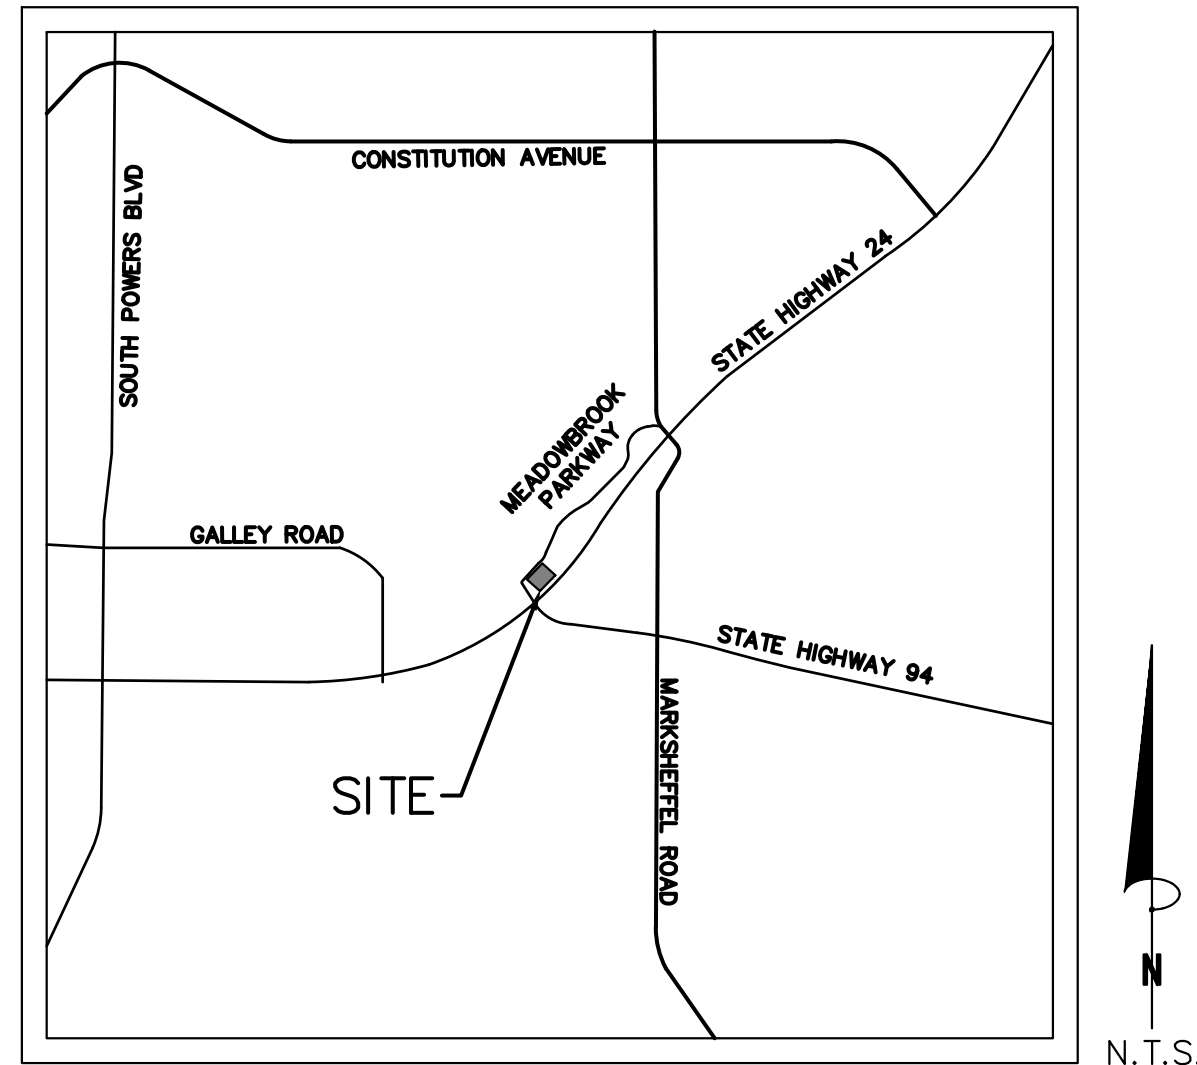 CONSTITUTION AVENUE
SOUTH POWERS BLVD
STATE HIGHWAY 24
MEADOWBROOK
PARKWAY
GALLEY ROAD
STATE HIGHWAY 94
MARKSHEFFEL ROAD
SITE
N
N.T.S.